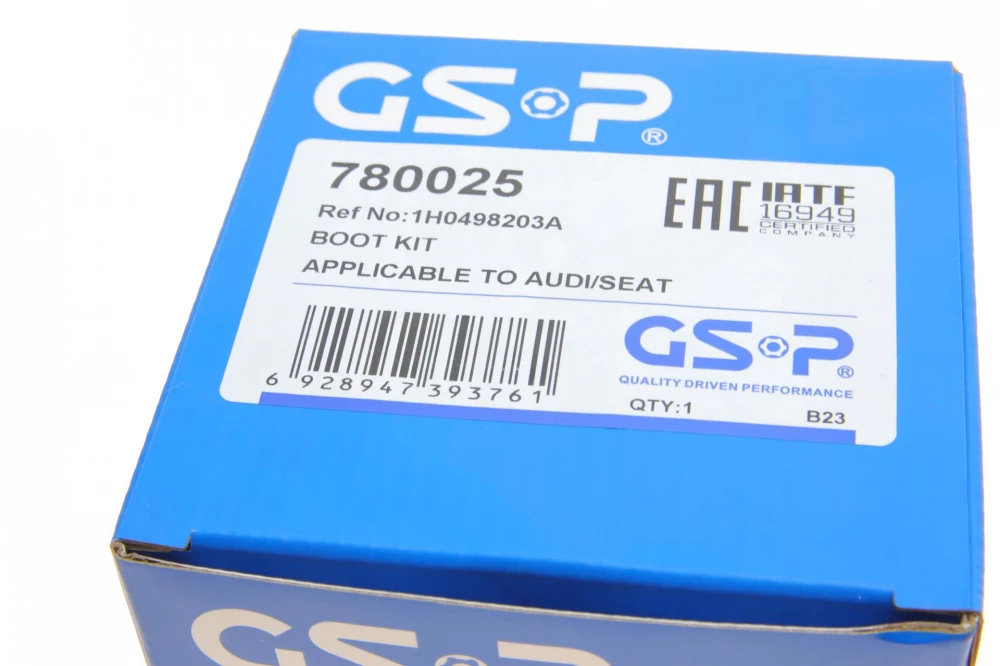 GSP®
780025
Ref No:1H0498203A
BOOT KIT
APPLICABLE TO AUDI/SEAT
EAC
IATF
16949
CERTIFIED
COMPANY
6 928947 393761
GSP®
QUALITY DRIVEN PERFORMANCE
QTY:1
B23
GSP